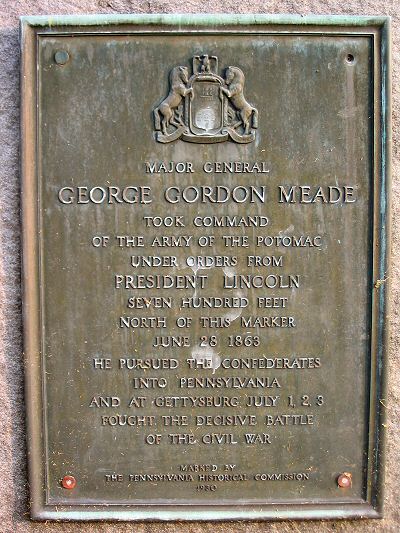 MAJOR GENERAL
GEORGE GORDON MEADE
TOOK COMMAND
OF THE ARMY OF THE POTOMAC
UNDER ORDERS FROM
PRESIDENT LINCOLN
SEVEN HUNDRED FEET
NORTH OF THIS MARKER
JUNE 28 1863
HE PURSUED THE CONFEDERATES
INTO PENNSYLVANIA
AND AT GETTYSBURG, JULY 1, 2, 3
FOUGHT THE DECISIVE BATTLE
OF THE CIVIL WAR
MARKED BY
THE PENNSYLVANIA HISTORICAL COMMISSION
1930